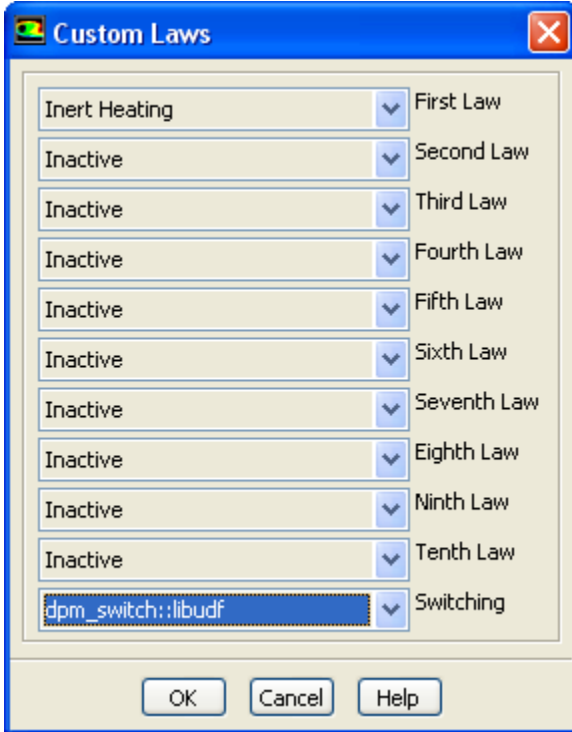 Custom Laws
Inert Heating First Law
Inactive Second Law
Inactive Third Law
Inactive Fourth Law
Inactive Fifth Law
Inactive Sixth Law
Inactive Seventh Law
Inactive Eighth Law
Inactive Ninth Law
Inactive Tenth Law
dpm_switch::libudf Switching
OK Cancel Help